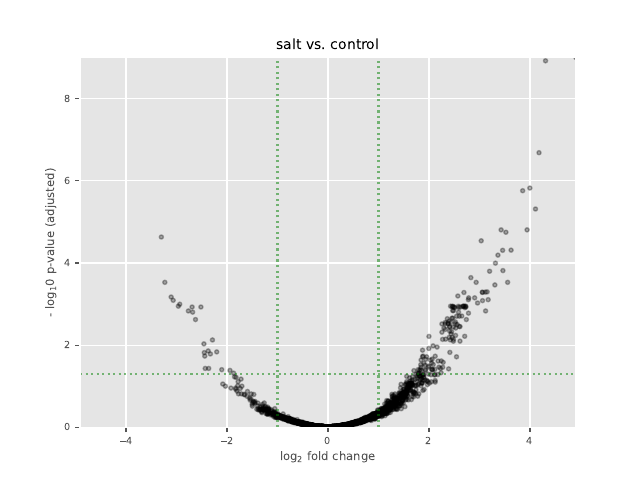 salt vs. control
8
6
4
2
0
- log₁0 p-value (adjusted)
−4 −2 0 2 4
log₂ fold change